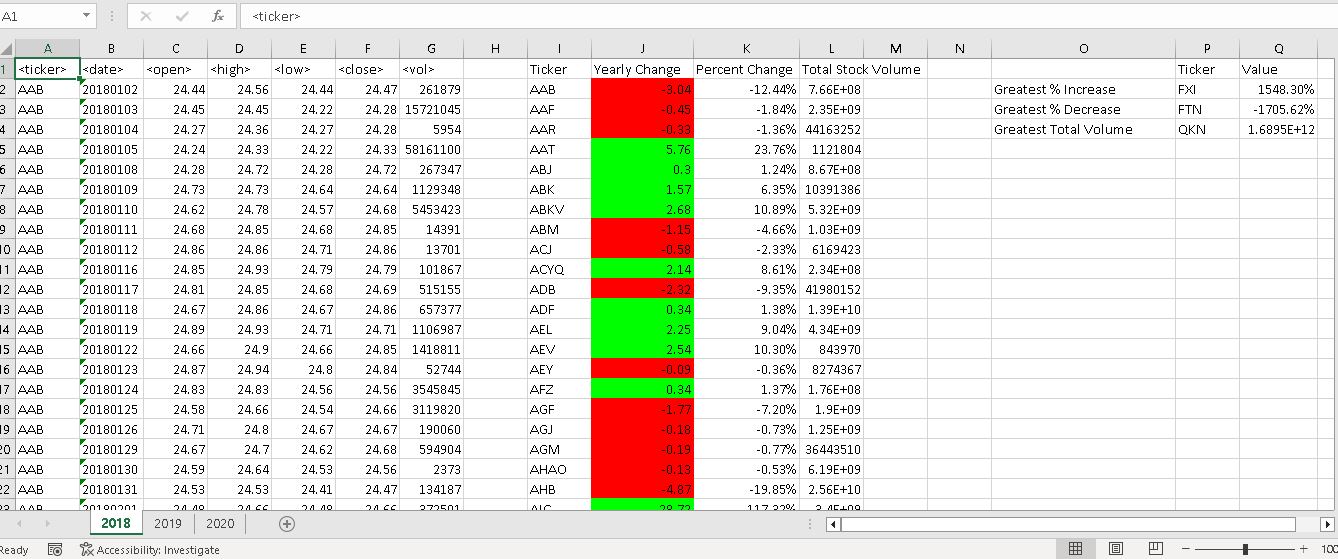 A1 fx <ticker>
A B C D E F G H I J K L M N O P Q
1 <ticker> <date> <open> <high> <low> <close> <vol> Ticker Yearly Change Percent Change Total Stock Volume Ticker Value
2 AAB 20180102 24.44 24.56 24.44 24.47 261879 AAB -3.04 -12.44% 7.66E+08 Greatest % Increase FXI 1548.30%
3 AAB 20180103 24.45 24.45 24.22 24.28 15721045 AAF -0.45 -1.84% 2.35E+09 Greatest % Decrease FTN -1705.62%
4 AAB 20180104 24.27 24.36 24.27 24.28 5954 AAR -0.33 -1.36% 44163252 Greatest Total Volume QKN 1.6895E+12
5 AAB 20180105 24.24 24.33 24.22 24.33 58161100 AAT 5.76 23.76% 1121804
6 AAB 20180108 24.28 24.72 24.28 24.72 267347 ABJ 0.3 1.24% 8.67E+08
7 AAB 20180109 24.73 24.73 24.64 24.64 1129348 ABK 1.57 6.35% 10391386
8 AAB 20180110 24.62 24.78 24.57 24.68 5453423 ABKV 2.68 10.89% 5.32E+09
9 AAB 20180111 24.68 24.85 24.68 24.85 14391 ABM -1.15 -4.66% 1.03E+09
10 AAB 20180112 24.86 24.86 24.71 24.86 13701 ACJ -0.58 -2.33% 6169423
11 AAB 20180116 24.85 24.93 24.79 24.79 101867 ACYQ 2.14 8.61% 2.34E+08
12 AAB 20180117 24.81 24.85 24.68 24.69 515155 ADB -2.32 -9.35% 41980152
13 AAB 20180118 24.67 24.86 24.67 24.86 657377 ADF 0.34 1.38% 1.39E+10
14 AAB 20180119 24.89 24.93 24.71 24.71 1106987 AEL 2.25 9.04% 4.34E+09
15 AAB 20180122 24.66 24.9 24.66 24.85 1418811 AEV 2.54 10.30% 843970
16 AAB 20180123 24.87 24.94 24.8 24.84 52744 AEY -0.09 -0.36% 8274367
17 AAB 20180124 24.83 24.83 24.56 24.56 3545845 AFZ 0.34 1.37% 1.76E+08
18 AAB 20180125 24.58 24.66 24.54 24.66 3119820 AGF -1.77 -7.20% 1.9E+09
19 AAB 20180126 24.71 24.8 24.67 24.67 190060 AGJ -0.18 -0.73% 1.25E+09
20 AAB 20180129 24.67 24.7 24.62 24.68 594904 AGM -0.19 -0.77% 36443510
21 AAB 20180130 24.59 24.64 24.53 24.56 2373 AHAO -0.13 -0.53% 6.19E+09
22 AAB 20180131 24.53 24.53 24.41 24.47 134187 AHB -4.87 -19.85% 2.56E+10
2018 2019 2020
Ready Accessibility: Investigate